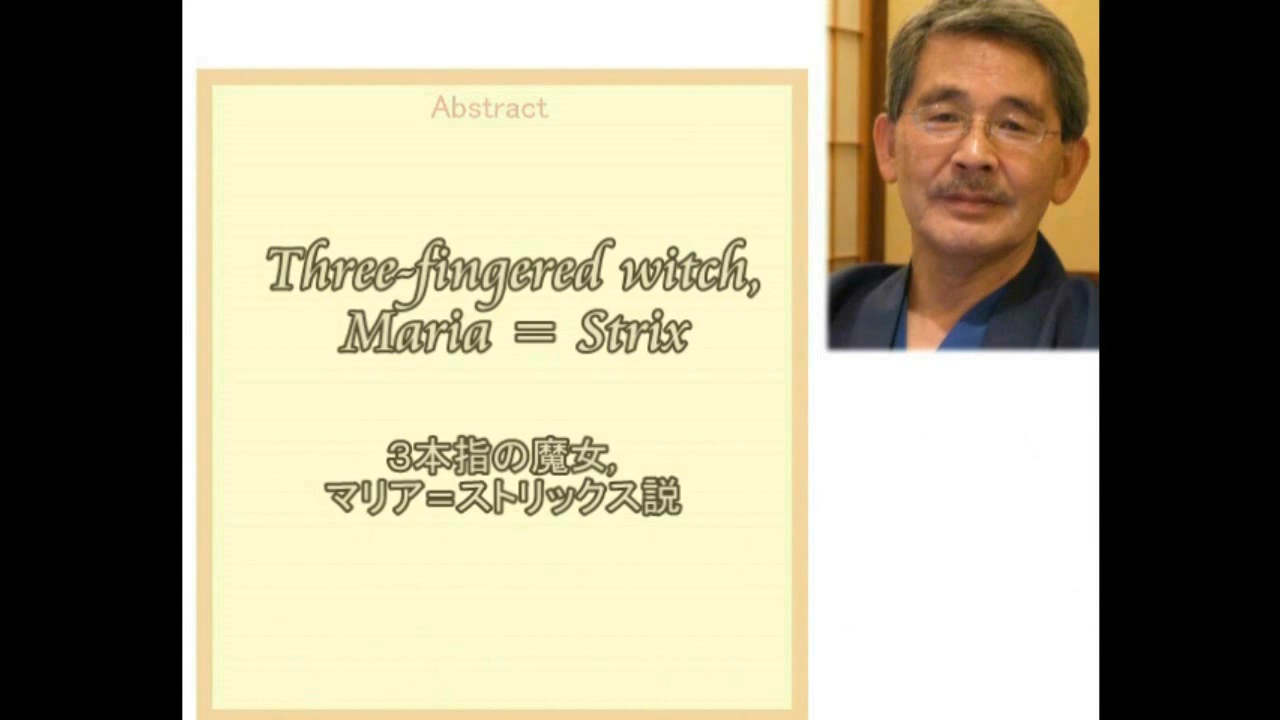 Abstract
Three-fingered witch,
Maria = Strix
3本指の魔女,
マリア=ストリックス説